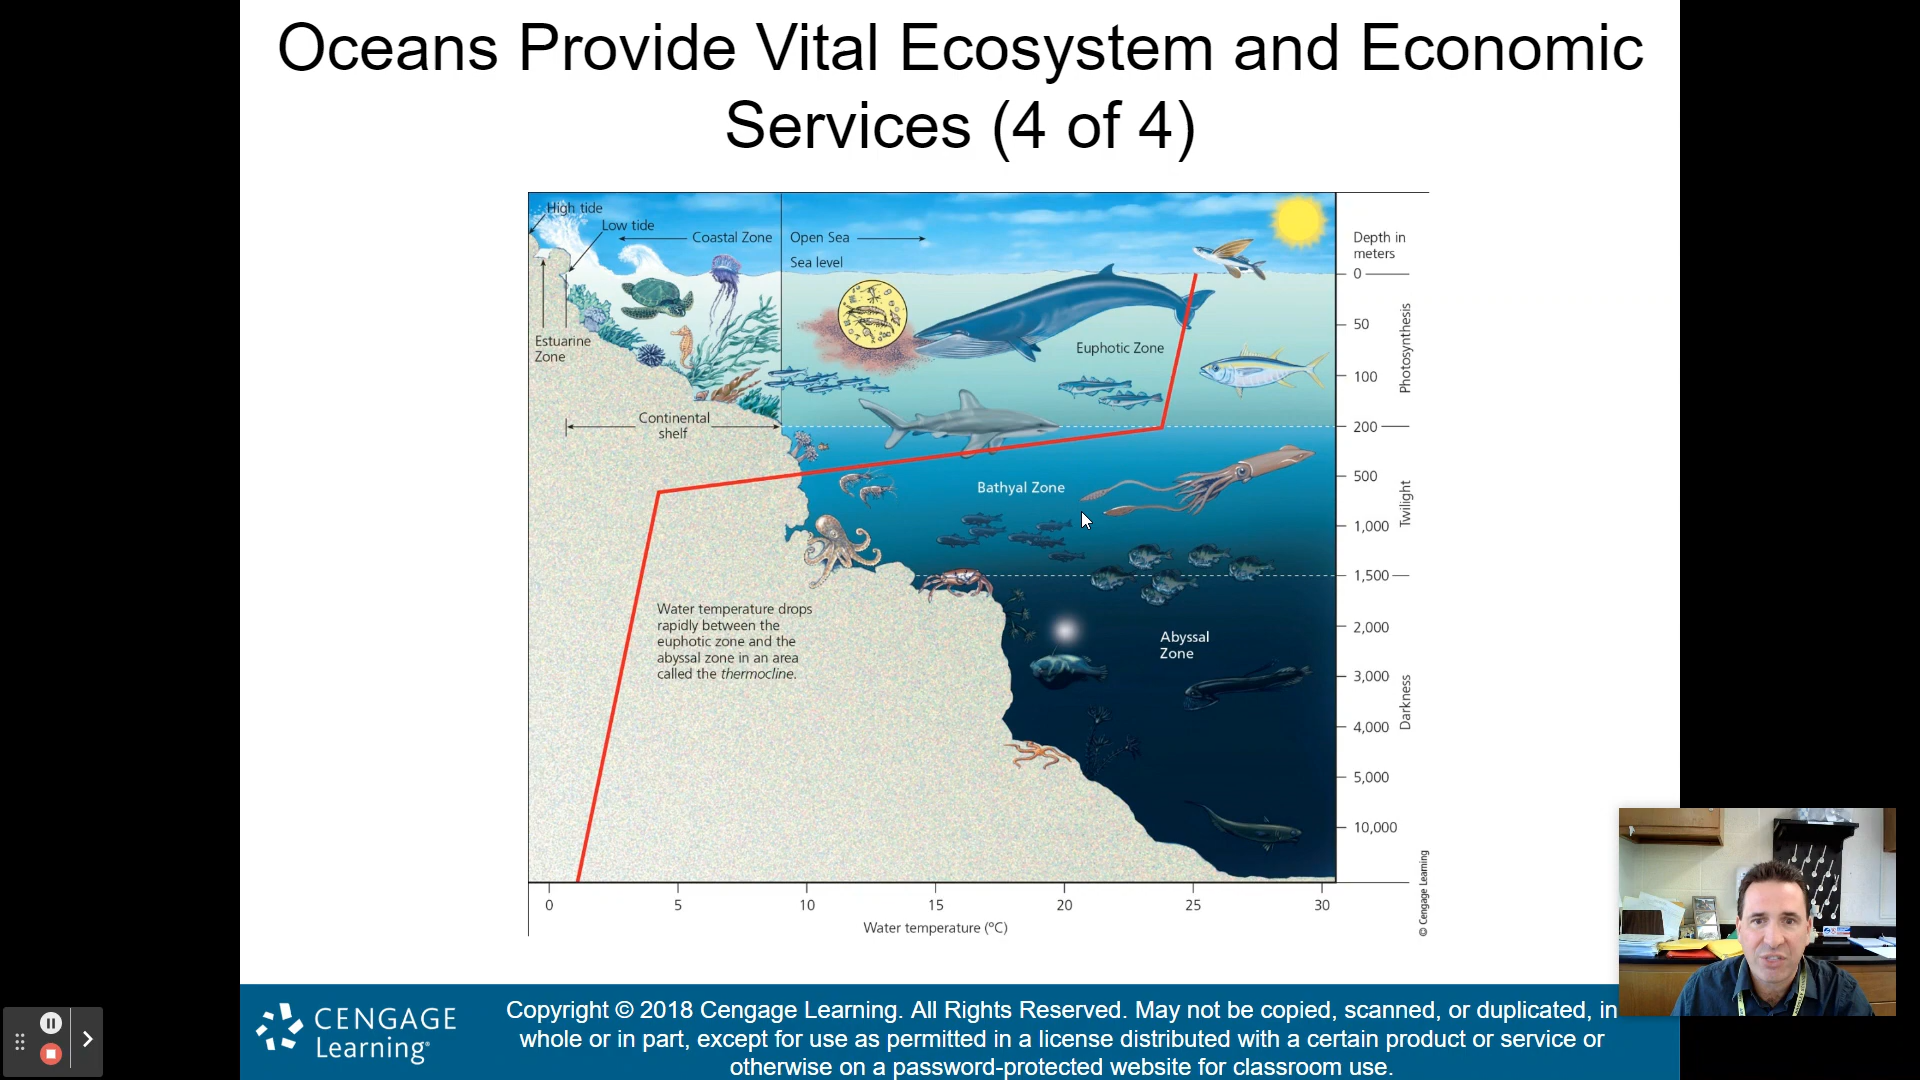 Oceans Provide Vital Ecosystem and Economic
Services (4 of 4)
High tide
Low tide
Coastal Zone
Open Sea
Sea level
Depth in
meters
0
Estuarine
Zone
Euphotic Zone
50
100
Photosynthesis
Continental
shelf
200
Bathyal Zone
500
1,000
Twilight
1,500
Water temperature drops
rapidly between the
euphotic zone and the
abyssal zone in an area
called the thermocline.
Abyssal
Zone
2,000
3,000
4,000
Darkness
5,000
10,000
0 5 10 15 20 25 30
Water temperature (ºC)
© Cengage Learning
CENGAGE
Learning®
Copyright © 2018 Cengage Learning. All Rights Reserved. May not be copied, scanned, or duplicated, in
whole or in part, except for use as permitted in a license distributed with a certain product or service or
otherwise on a password-protected website for classroom use.